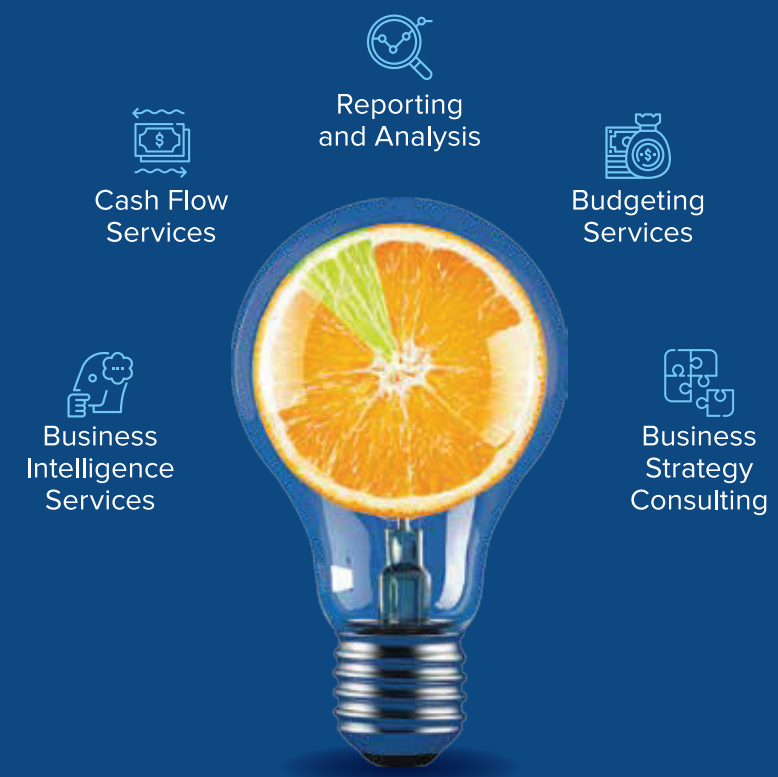 Reporting
and Analysis
Cash Flow
Services
Budgeting
Services
Business
Intelligence
Services
Business
Strategy
Consulting